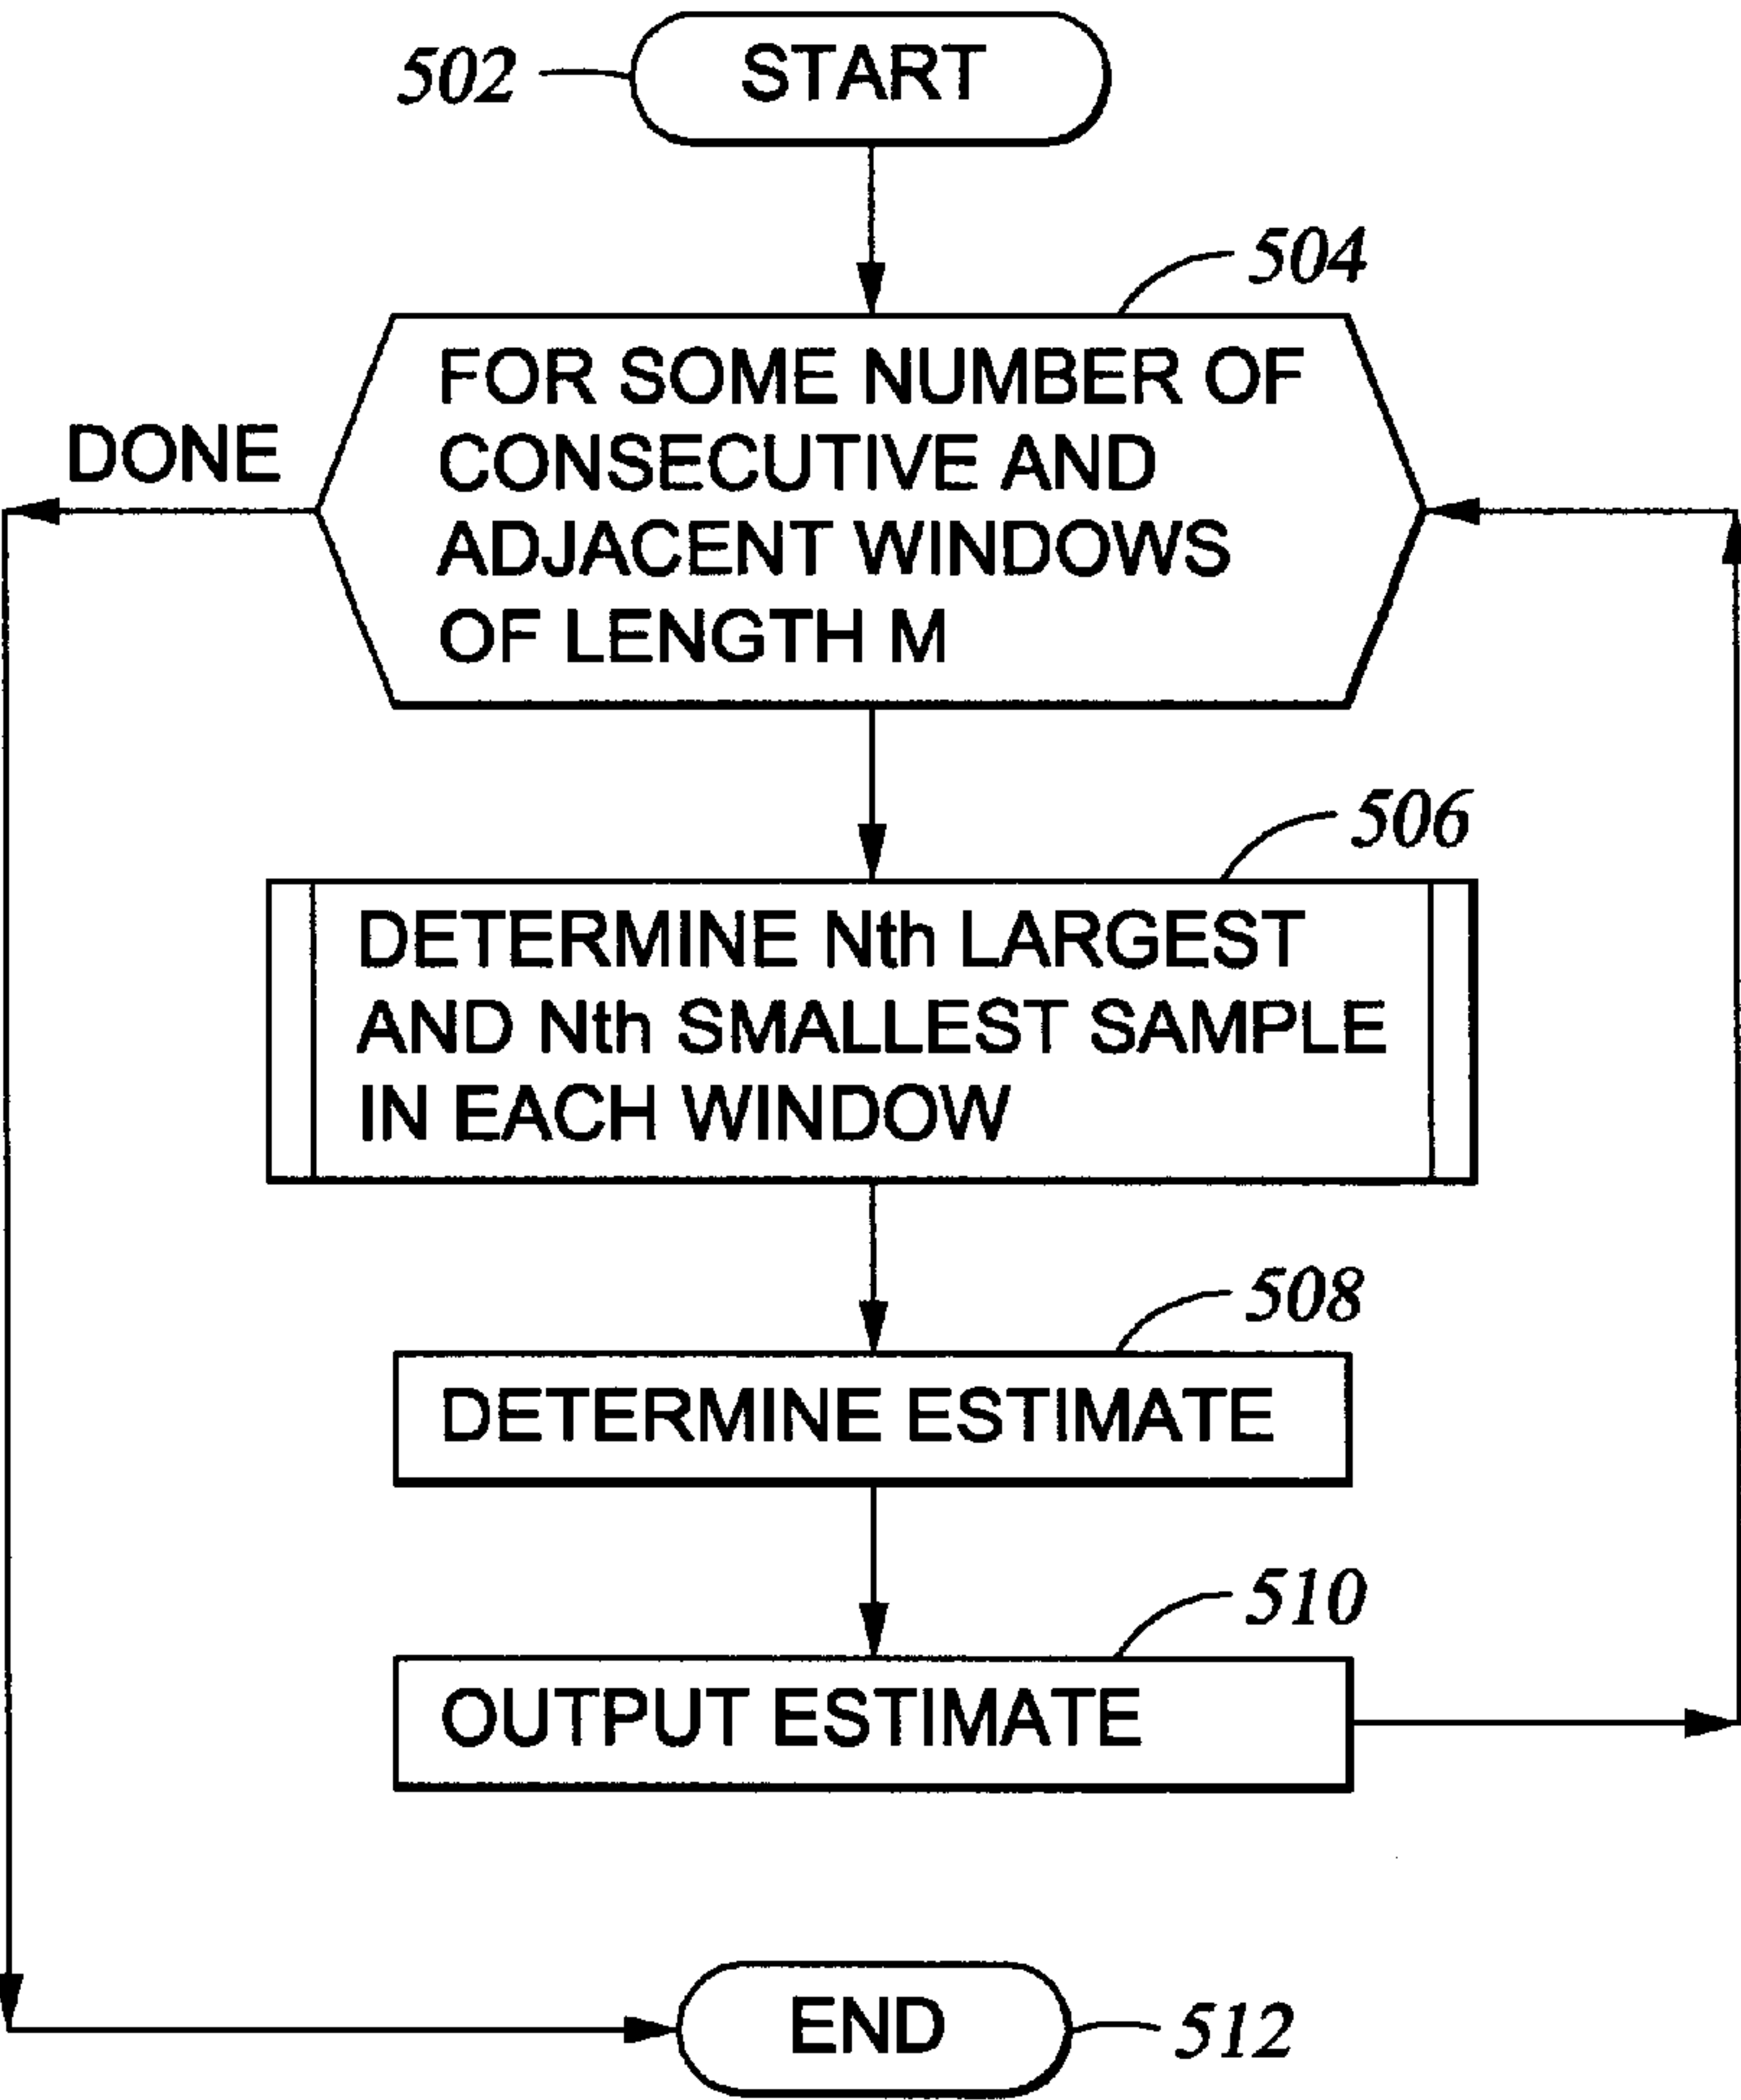 502
START
504
FOR SOME NUMBER OF
CONSECUTIVE AND
ADJACENT WINDOWS
OF LENGTH M
DONE
506
DETERMINE Nth LARGEST
AND Nth SMALLEST SAMPLE
IN EACH WINDOW
508
DETERMINE ESTIMATE
510
OUTPUT ESTIMATE
END
512